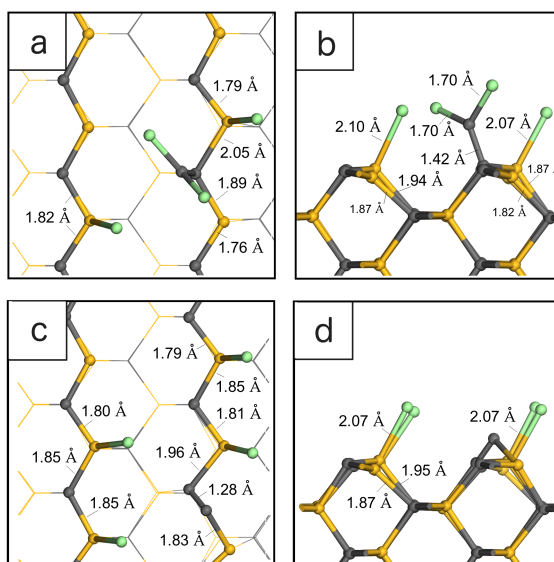 a
1.79 Å
2.05 Å
1.89 Å
1.82 Å
1.76 Å
b
1.70 Å
1.70 Å
2.10 Å
2.07 Å
1.42 Å
1.94 Å
1.87
1.87 Å
1.82 Å
c
1.79 Å
1.85 Å
1.80 Å
1.81 Å
1.85 Å
1.96 Å
1.85 Å
1.28 Å
1.83 Å
d
2.07 Å
2.07 Å
1.95 Å
1.87 Å